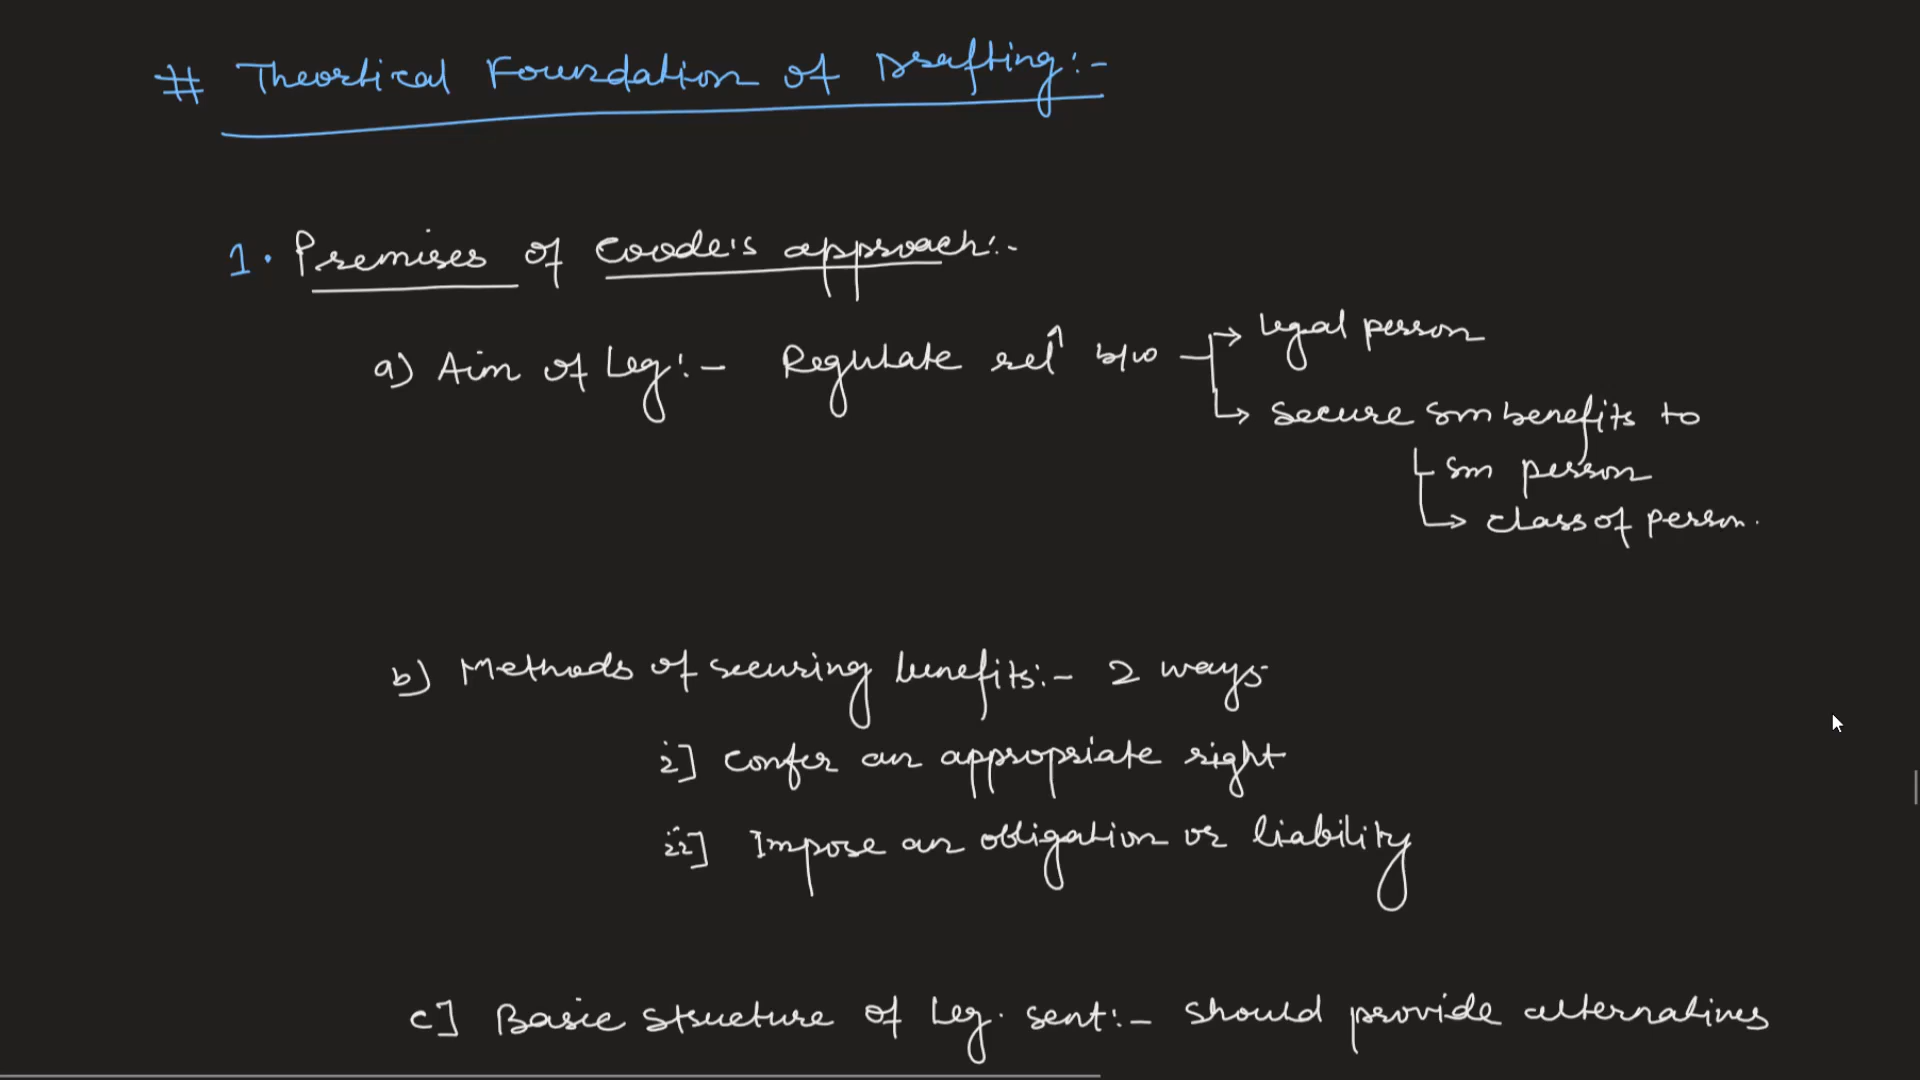 # Theortical Foundation of Drafting:-
1. Premises of Coode's approach:-
a) Aim of Leg:- Regulate rel^ b/w → legal person
→ secure sm benefits to
sm person
→ class of person.
b) Methods of securing benefits:- 2 ways
i] Confer an appropriate right
ii] Impose an obligation or liability
c] Basic structure of Leg. sent:- should provide alternatives